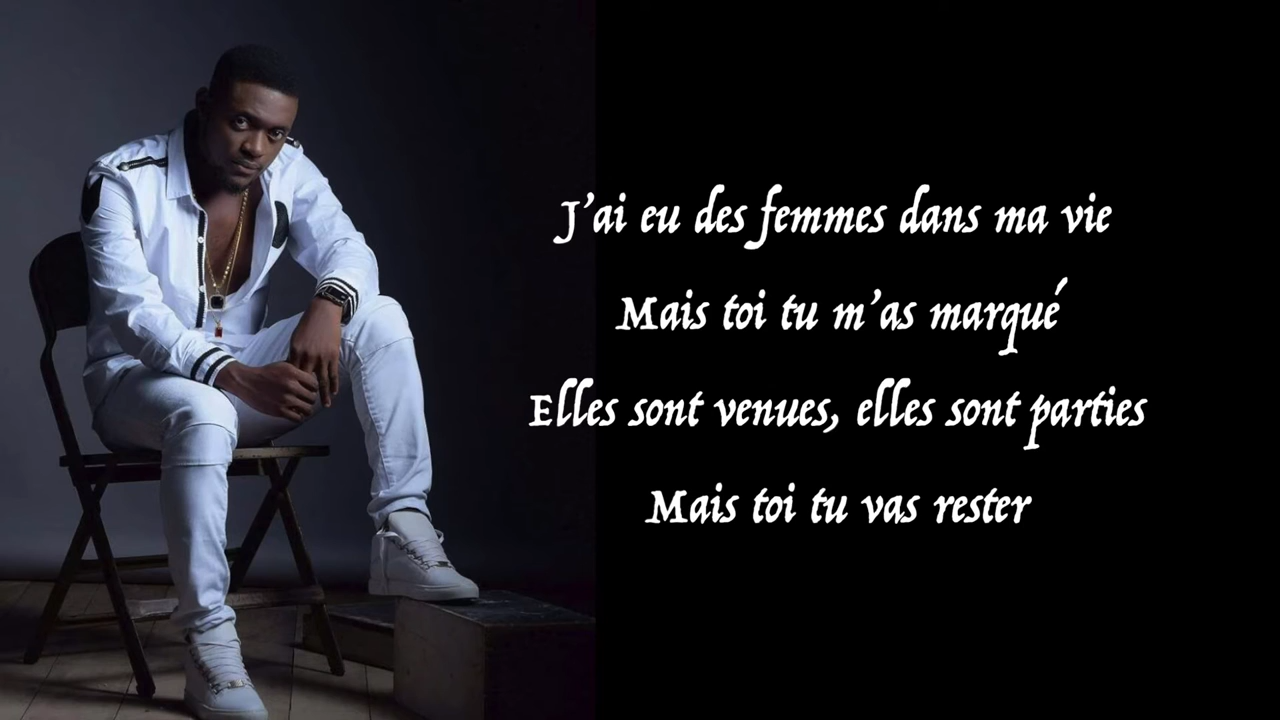 J’ai eu des femmes dans ma vie
Mais toi tu m’as marqué
Elles sont venues, elles sont parties
Mais toi tu vas rester